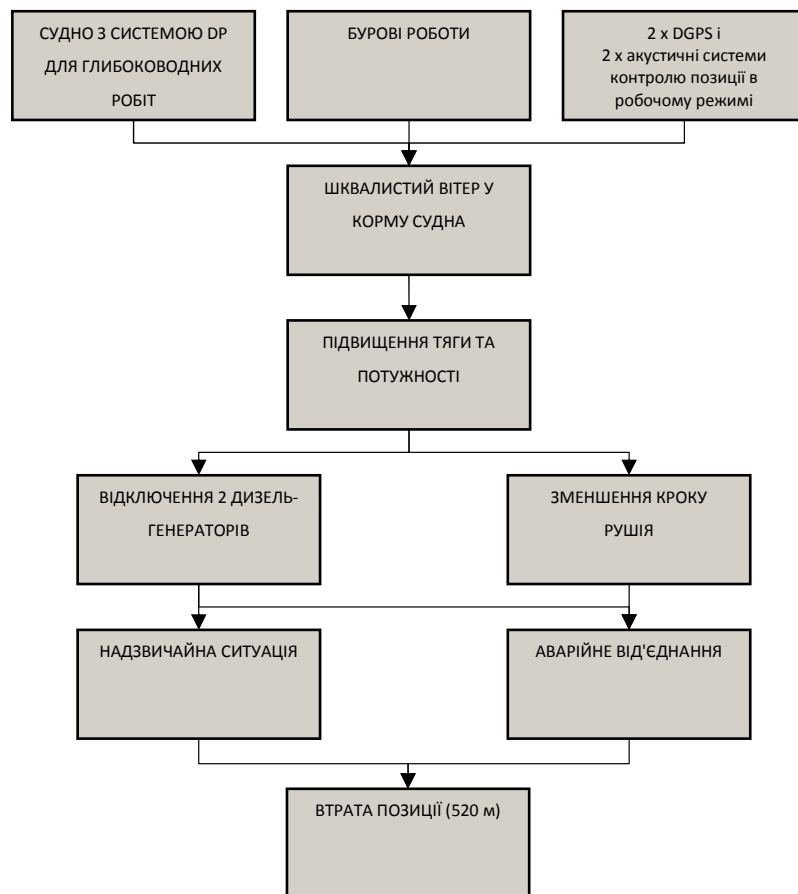 СУДНО З СИСТЕМОЮ DP
ДЛЯ ГЛИБОКОВОДНИХ
РОБІТ
БУРОВІ РОБОТИ
2 x DGPS і
2 x акустичні системи
контролю позиції в
робочому режимі
ШКВАЛИСТИЙ ВІТЕР У
КОРМУ СУДНА
ПІДВИЩЕННЯ ТЯГИ ТА
ПОТУЖНОСТІ
ВІДКЛЮЧЕННЯ 2 ДИЗЕЛЬ-
ГЕНЕРАТОРІВ
ЗМЕНШЕННЯ КРОКУ
РУШІЯ
НАДЗВИЧАЙНА СИТУАЦІЯ
АВАРІЙНЕ ВІД'ЄДНАННЯ
ВТРАТА ПОЗИЦІЇ (520 м)